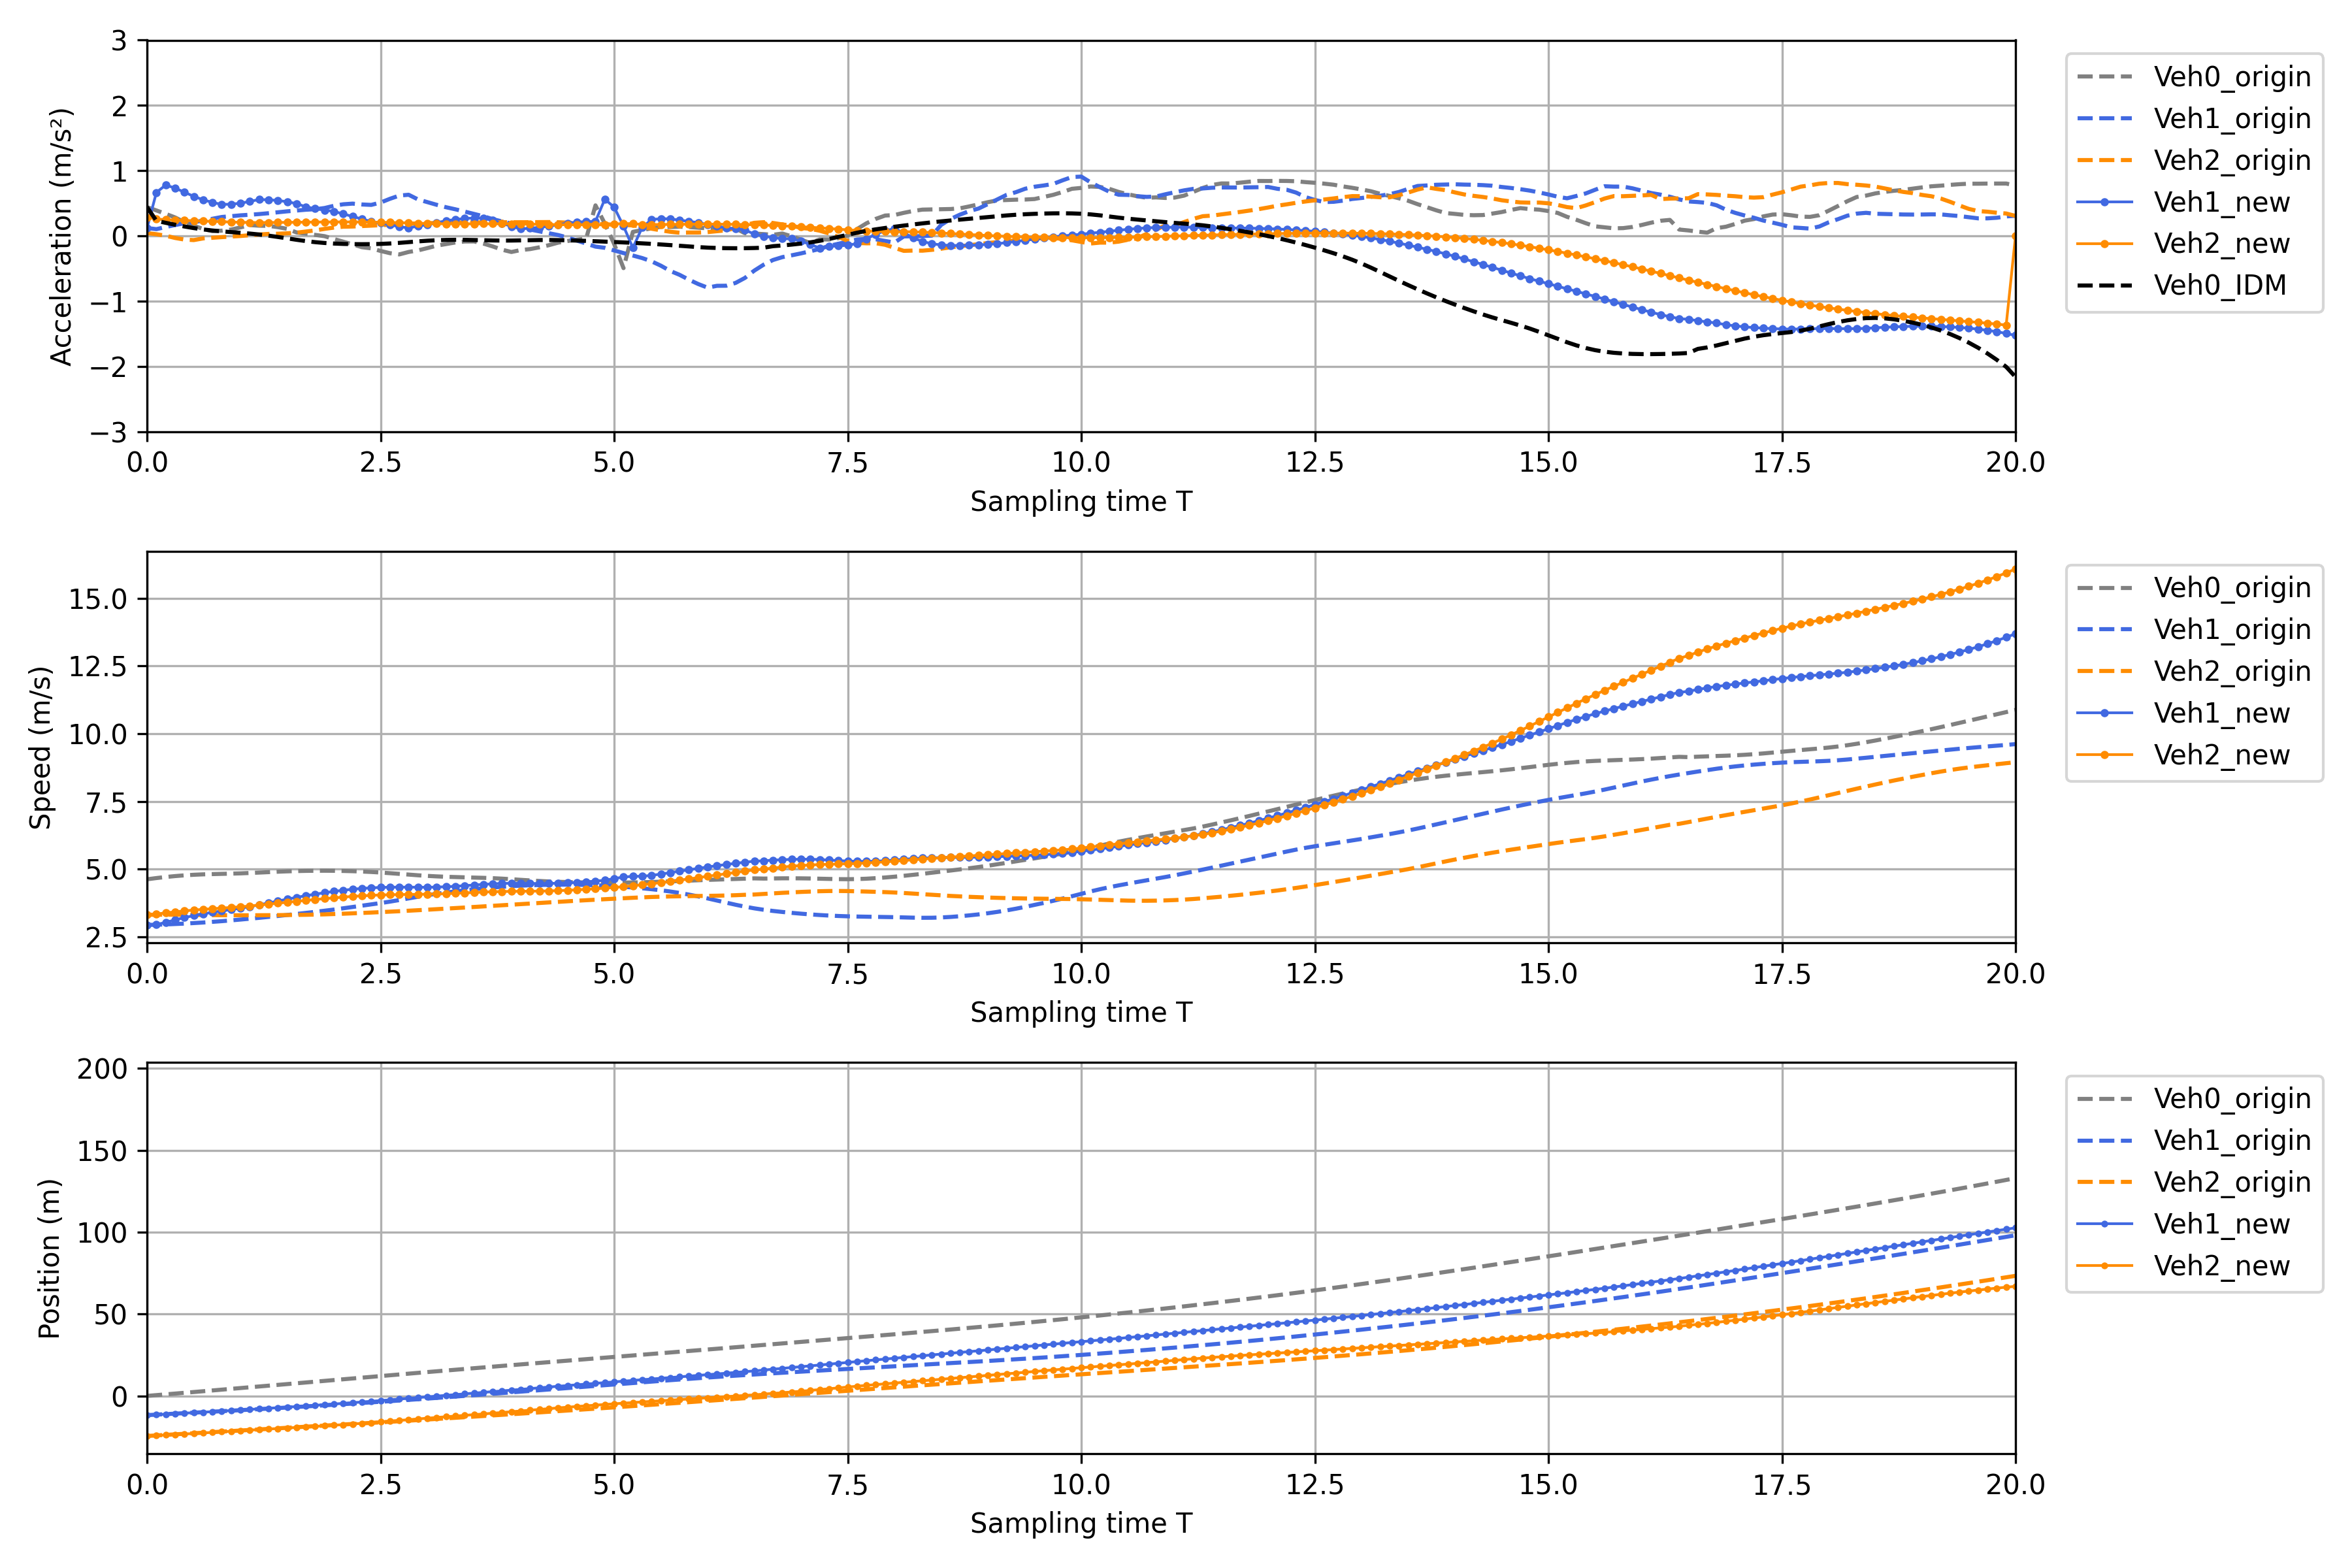 3
2
1
0
−1
−2
−3
Acceleration (m/s²)
0.0 2.5 5.0 7.5 10.0 12.5 15.0 17.5 20.0
Sampling time T
Veh0_origin
Veh1_origin
Veh2_origin
Veh1_new
Veh2_new
Veh0_IDM
15.0
12.5
10.0
7.5
5.0
2.5
Speed (m/s)
0.0 2.5 5.0 7.5 10.0 12.5 15.0 17.5 20.0
Sampling time T
Veh0_origin
Veh1_origin
Veh2_origin
Veh1_new
Veh2_new
200
150
100
50
0
Position (m)
0.0 2.5 5.0 7.5 10.0 12.5 15.0 17.5 20.0
Sampling time T
Veh0_origin
Veh1_origin
Veh2_origin
Veh1_new
Veh2_new